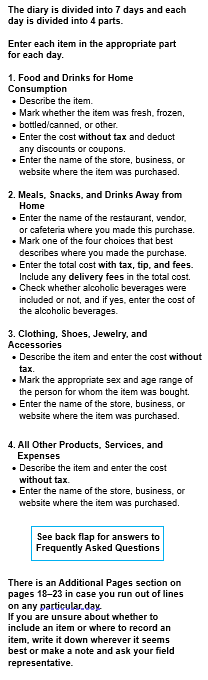 The diary is divided into 7 days and each
day is divided into 4 parts.
Enter each item in the appropriate part
for each day.
1. Food and Drinks for Home
Consumption
• Describe the item.
• Mark whether the item was fresh, frozen,
• bottled/canned, or other.
• Enter the cost without tax and deduct
any discounts or coupons.
• Enter the name of the store, business, or
website where the item was purchased.
2. Meals, Snacks, and Drinks Away from
Home
• Enter the name of the restaurant, vendor,
or cafeteria where you made this purchase.
• Mark one of the four choices that best
describes where you made the purchase.
• Enter the total cost with tax, tip, and fees.
Include any delivery fees in the total cost.
• Check whether alcoholic beverages were
included or not, and if yes, enter the cost of
the alcoholic beverages.
3. Clothing, Shoes, Jewelry, and
Accessories
• Describe the item and enter the cost without
tax.
• Mark the appropriate sex and age range of
the person for whom the item was bought.
• Enter the name of the store, business, or
website where the item was purchased.
4. All Other Products, Services, and
Expenses
• Describe the item and enter the cost
without tax.
• Enter the name of the store, business, or
website where the item was purchased.
See back flap for answers to
Frequently Asked Questions
There is an Additional Pages section on
pages 18–23 in case you run out of lines
on any particular day.
If you are unsure about whether to
include an item or where to record an
item, write it down wherever it seems
best or make a note and ask your field
representative.